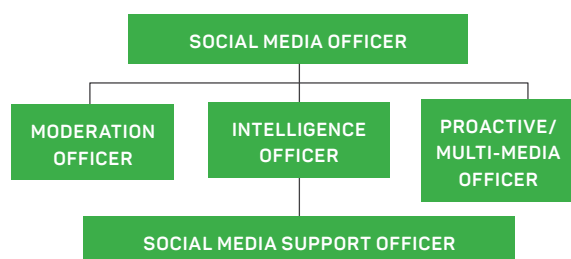 SOCIAL MEDIA OFFICER
MODERATION
OFFICER
INTELLIGENCE
OFFICER
PROACTIVE/
MULTI-MEDIA
OFFICER
SOCIAL MEDIA SUPPORT OFFICER